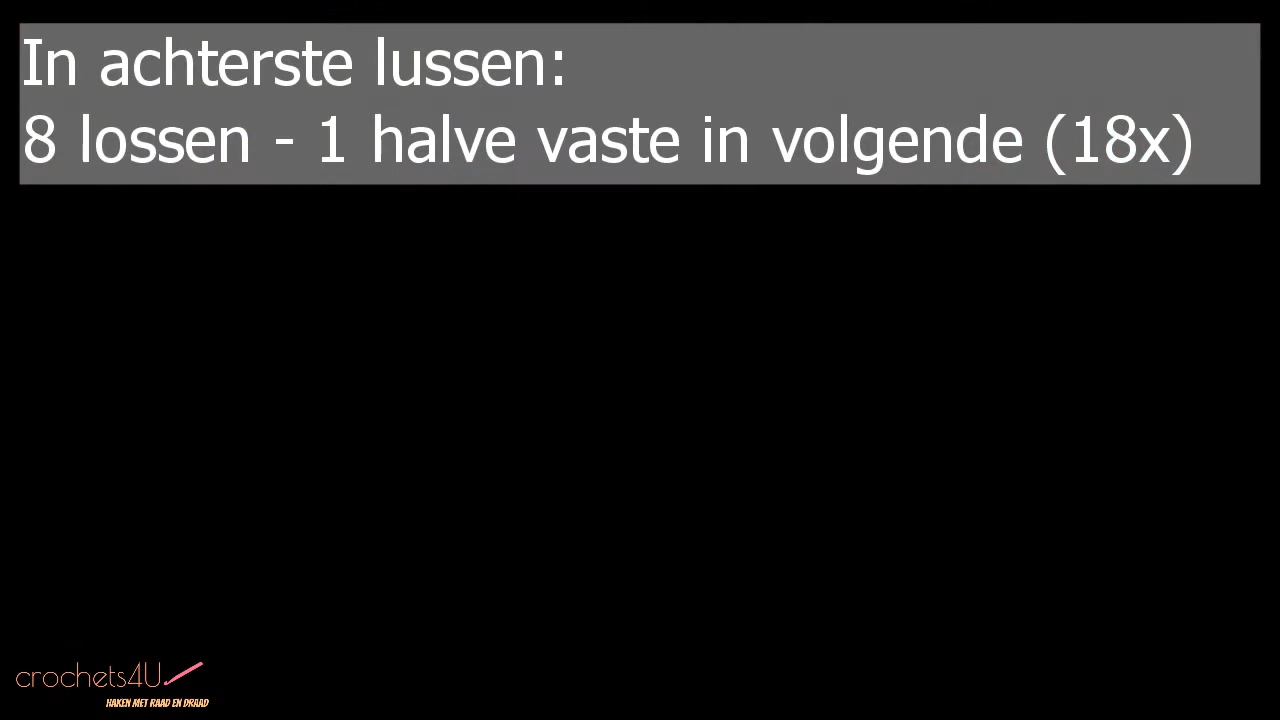 In achterste lussen:
8 lossen - 1 halve vaste in volgende (18x)
crochets4U
HAKEN MET RAAD EN DRAAD